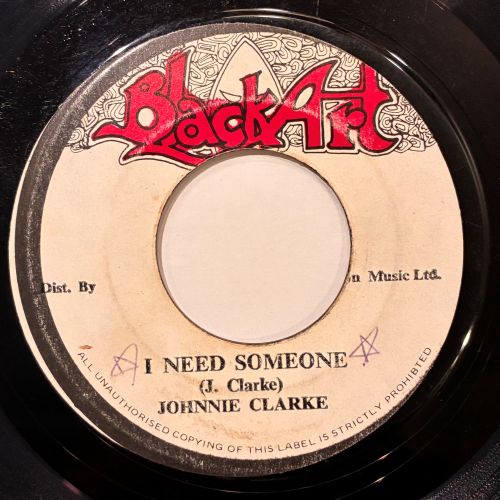 Black Art
Dist. By
n Music Ltd.
I NEED SOMEONE
(J. Clarke)
JOHNNIE CLARKE
ALL UNAUTHORISED COPYING OF THIS LABEL IS STRICTLY PROHIBITED